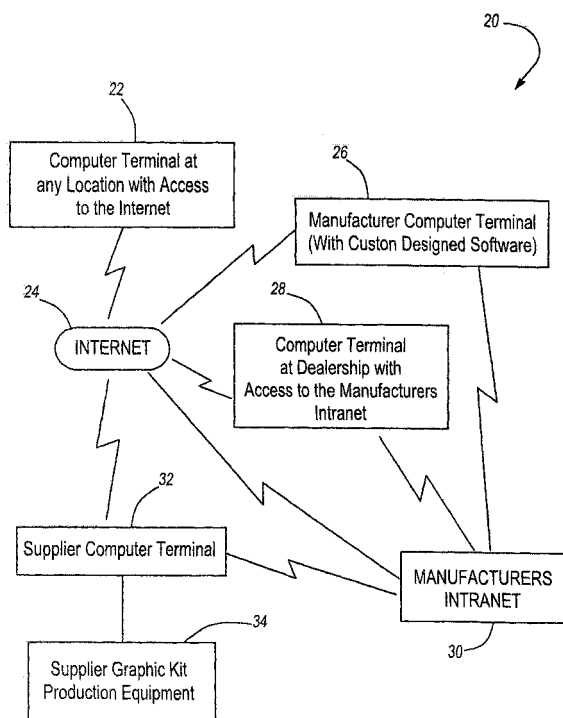 20
22
Computer Terminal at
any Location with Access
to the Internet
26
Manufacturer Computer Terminal
(With Custon Designed Software)
24
INTERNET
28
Computer Terminal
at Dealership with
Access to the Manufacturers
Intranet
32
Supplier Computer Terminal
MANUFACTURERS
INTRANET
30
34
Supplier Graphic Kit
Production Equipment